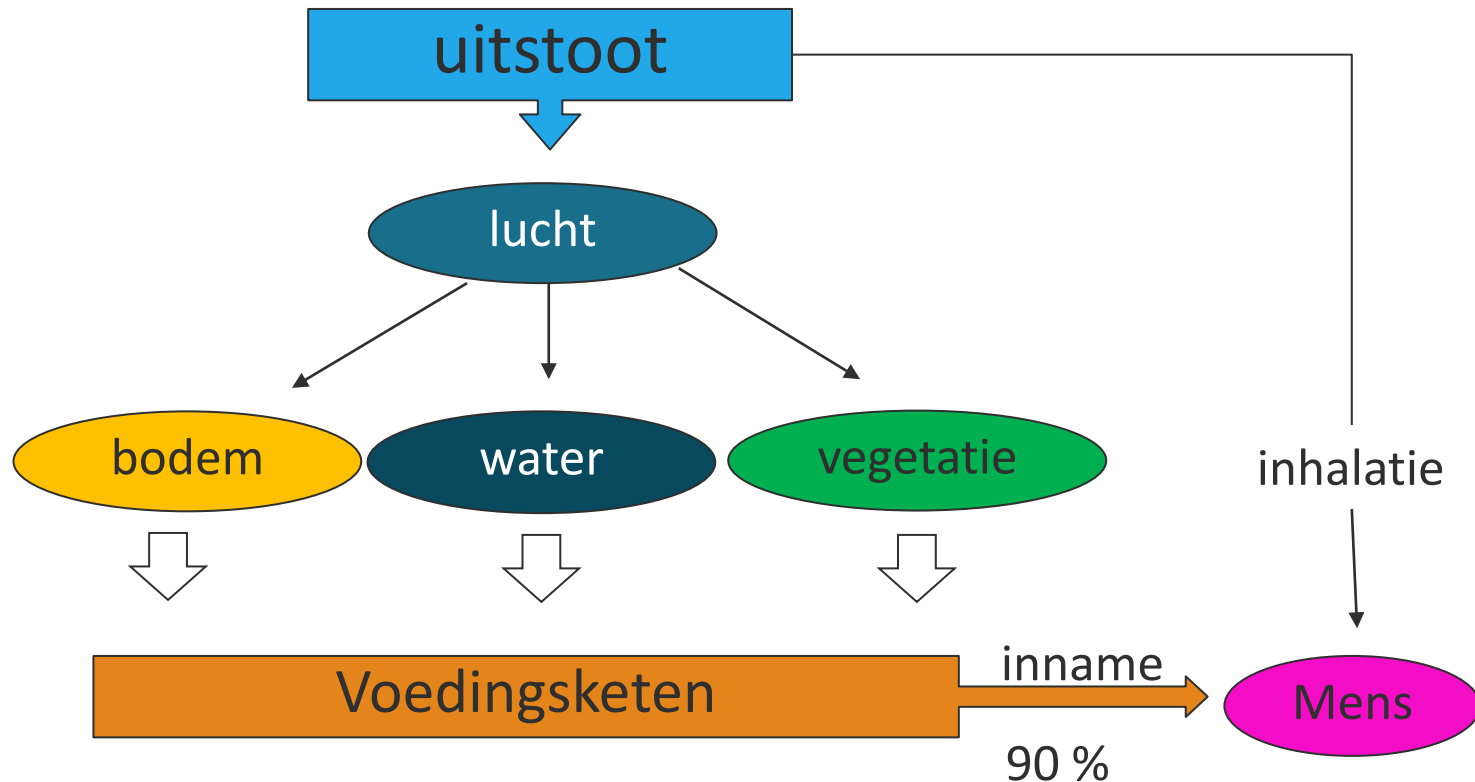 uitstoot
lucht
bodem
water
vegetatie
inhalatie
Voedingsketen
inname
90 %
Mens